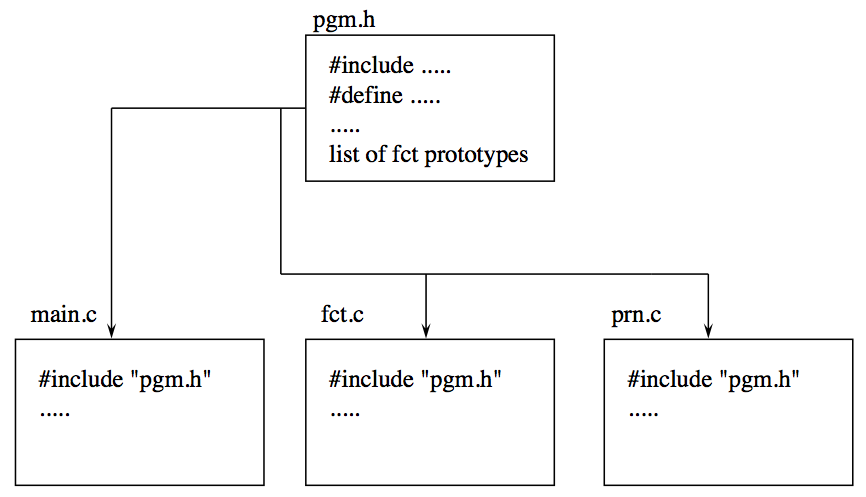 pgm.h
#include .....
#define .....
.....
list of fct prototypes
main.c
#include "pgm.h"
.....
fct.c
#include "pgm.h"
.....
prn.c
#include "pgm.h"
.....